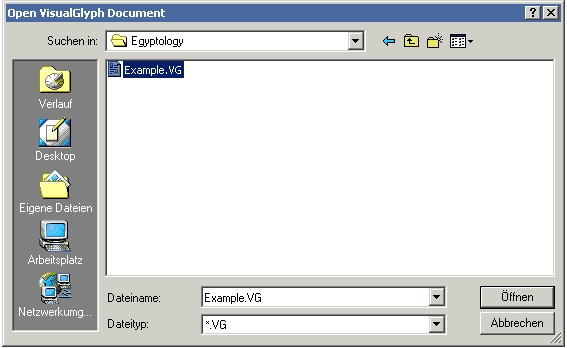 Open VisualGlyph Document
Suchen in:
Egyptology
Example.VG
Verlauf
Desktop
Eigene Dateien
Arbeitsplatz
Netzwerkumg...
Dateiname:
Example.VG
Öffnen
Dateityp:
*.VG
Abbrechen